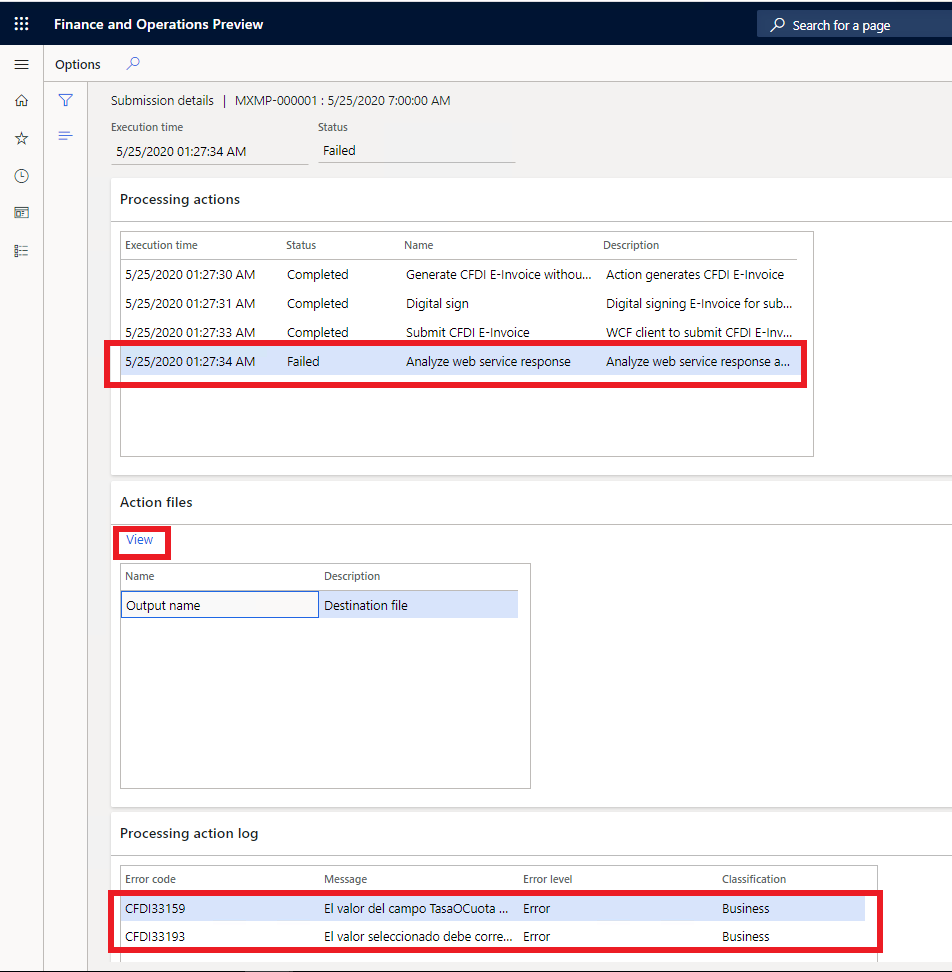 Finance and Operations Preview Search for a page
Options
Submission details | MXMP-000001 : 5/25/2020 7:00:00 AM
Execution time Status
5/25/2020 01:27:34 AM Failed
Processing actions
Execution time Status Name Description
5/25/2020 01:27:30 AM Completed Generate CFDI E-Invoice withou... Action generates CFDI E-Invoice
5/25/2020 01:27:31 AM Completed Digital sign Digital signing E-Invoice for sub...
5/25/2020 01:27:33 AM Completed Submit CFDI E-Invoice WCF client to submit CFDI E-Inv...
5/25/2020 01:27:34 AM Failed Analyze web service response Analyze web service response a...
Action files
View
Name Description
Output name Destination file
Processing action log
Error code Message Error level Classification
CFDI33159 El valor del campo TasaOCuota ... Error Business
CFDI33193 El valor seleccionado debe corre... Error Business